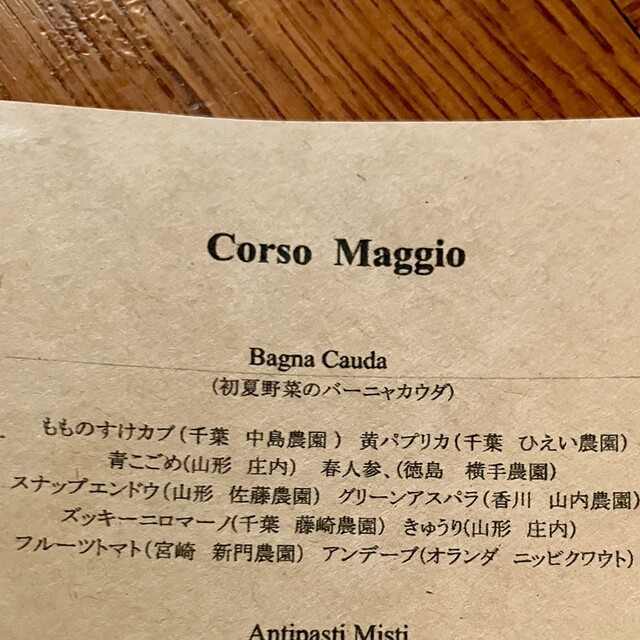 Corso Maggio
Bagna Cauda
(初夏野菜のバーニャカウダ)
もものすけカブ(千葉 中島農園) 黄パプリカ(千葉 ひえい農園)
青こごめ(山形 庄内) 春人参、(徳島 横手農園)
スナップエンドウ(山形 佐藤農園) グリーンアスパラ(香川 山内農園)
ズッキーニロマーノ(千葉 藤崎農園) きゅうり(山形 庄内)
フルーツトマト(宮崎 新門農園) アンデーブ(オランダ ニッビクワウト)
Antipasti Misti